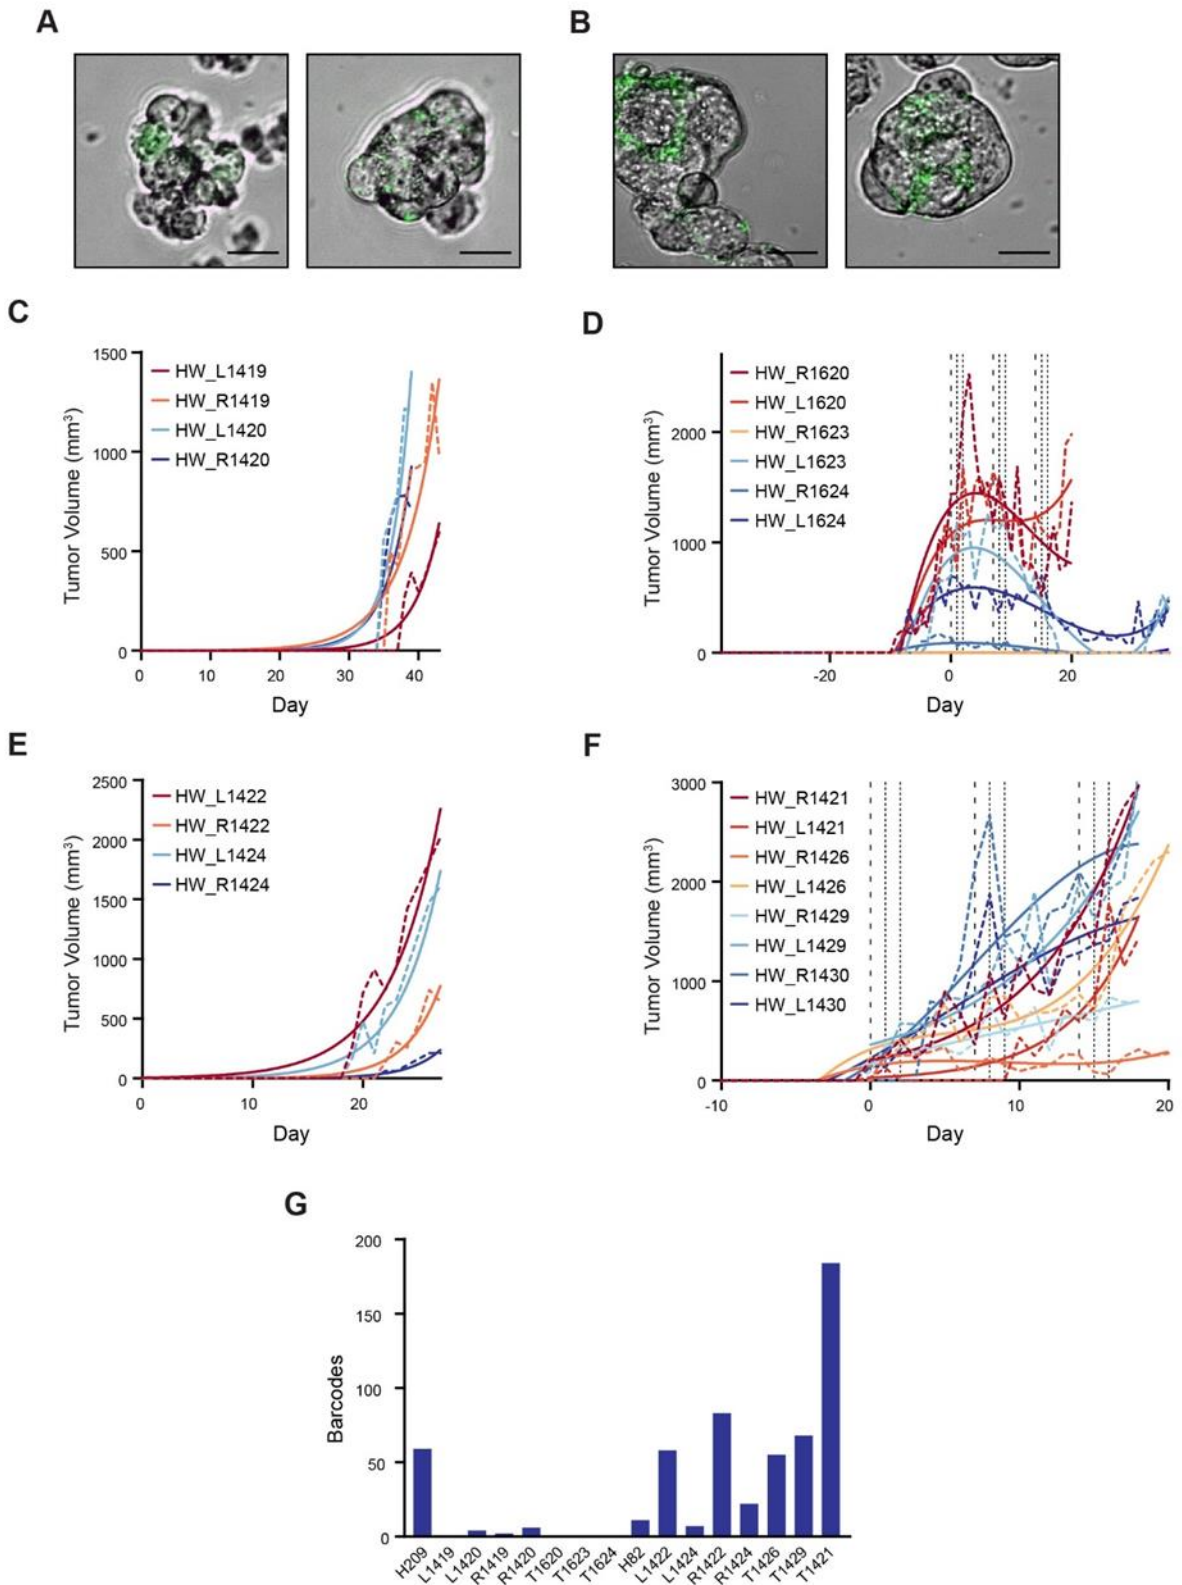 A
B
C
1500
1000
500
0
Tumor Volume (mm³)
HW_L1419
HW_R1419
HW_L1420
HW_R1420
0 10 20 30 40
Day
D
2000
1000
0
Tumor Volume (mm³)
HW_R1620
HW_L1620
HW_R1623
HW_L1623
HW_R1624
HW_L1624
-20 0 20
Day
E
2500
2000
1500
1000
500
0
Tumor Volume (mm³)
HW_L1422
HW_R1422
HW_L1424
HW_R1424
0 10 20
Day
F
3000
2000
1000
0
Tumor Volume (mm³)
HW_R1421
HW_L1421
HW_R1426
HW_L1426
HW_R1429
HW_L1429
HW_R1430
HW_L1430
-10 0 10 20
Day
G
200
150
100
50
0
Barcodes
H209 L1419 L1420 R1419 R1420 T1620 T1623 T1624 H82 L1422 L1424 R1422 R1424 T1426 T1429 T1421